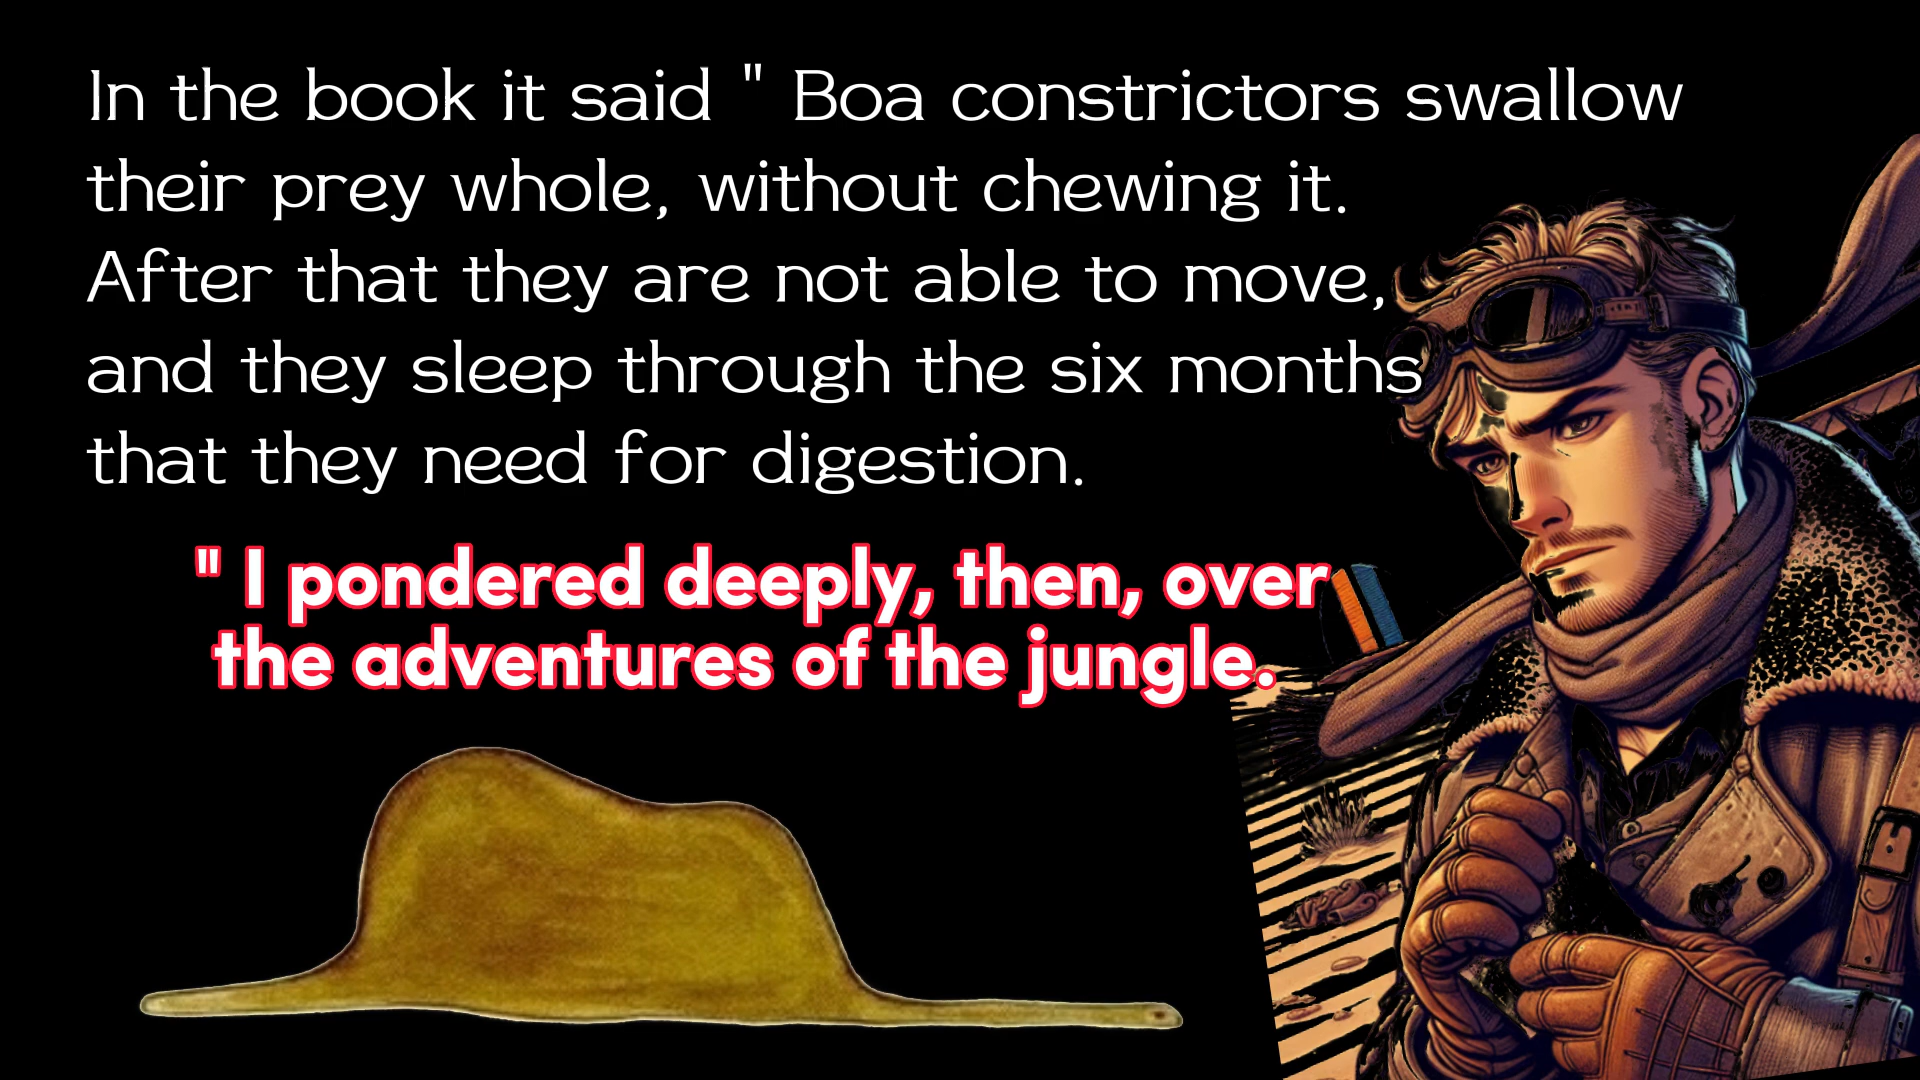 In the book it said " Boa constrictors swallow
their prey whole, without chewing it.
After that they are not able to move,
and they sleep through the six months
that they need for digestion.
" I pondered deeply, then, over
the adventures of the jungle.